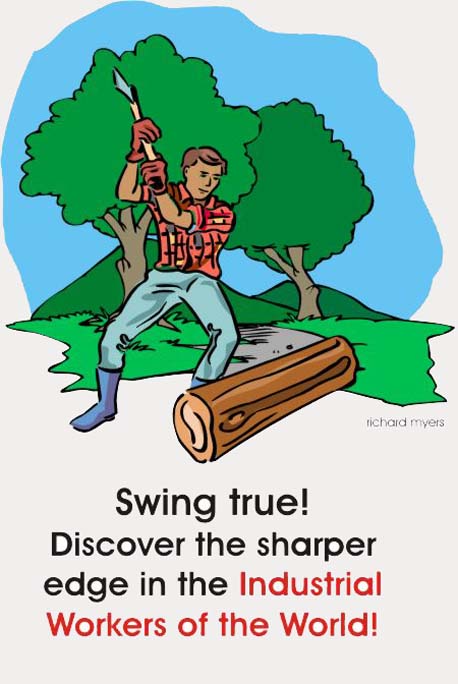 richard myers
Swing true!
Discover the sharper
edge in the Industrial
Workers of the World!